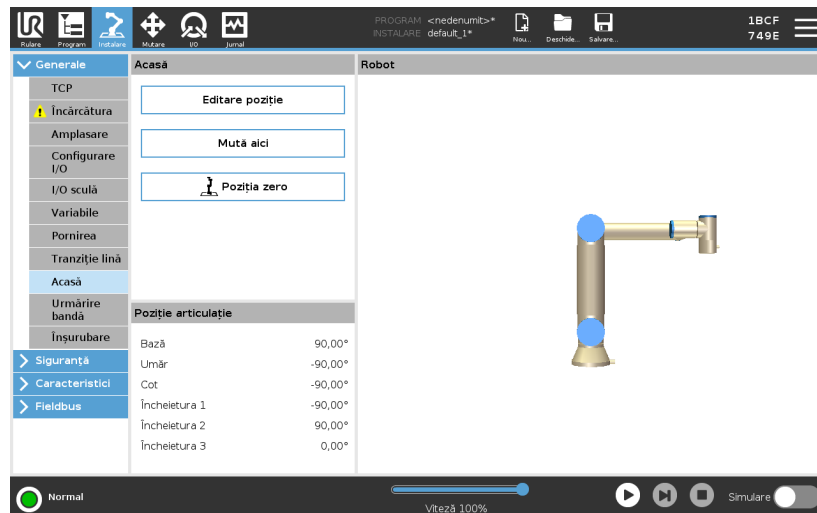 UR
Rulare
Program
Instalare
Mutare
I/O
Jurnal
PROGRAM <nedenumit>*
INSTALARE default_1*
Nou...
Deschide...
Salvare...
1BCF
749E
Generale
TCP
Încărcătura
Amplasare
Configurare
I/O
I/O sculă
Variabile
Pornirea
Tranziție lină
Acasă
Urmărire
bandă
Înșurubare
Siguranță
Caracteristici
Fieldbus
Acasă
Editare poziție
Mută aici
Poziția zero
Poziție articulație
Bază 90,00°
Umăr -90,00°
Cot -90,00°
Încheietura 1 -90,00°
Încheietura 2 90,00°
Încheietura 3 0,00°
Robot
Normal
Viteză 100%
Simulare